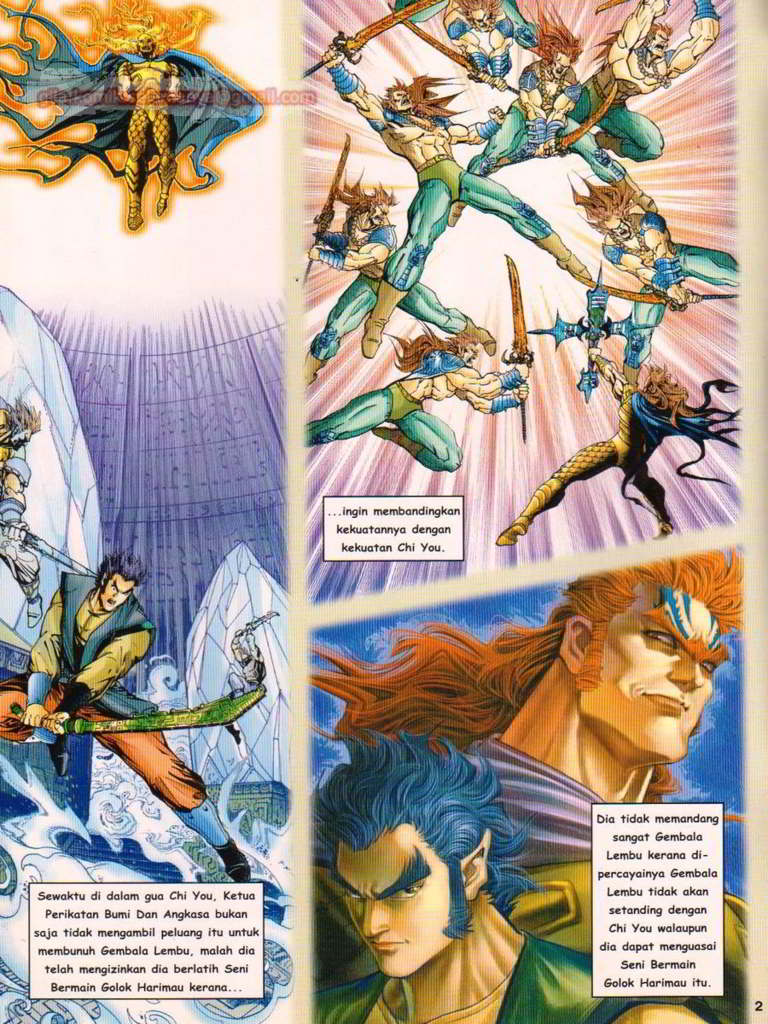 Sewaktu di dalam gua Chi You, Ketua
Perikatan Bumi Dan Angkasa bukan
saja tidak mengambil peluang itu untuk
membunuh Gembala Lembu, malah dia
telah mengizinkan dia berlatih Seni
Bermain Golok Harimau kerana...
...ingin membandingkan
kekuatannya dengan
kekuatan Chi You.
Dia tidak memandang
sangat Gembala
Lembu kerana di-
percayainya Gembala
Lembu tidak akan
setanding dengan
Chi You walaupun
dia dapat menguasai
Seni Bermain
Golok Harimau itu.
2